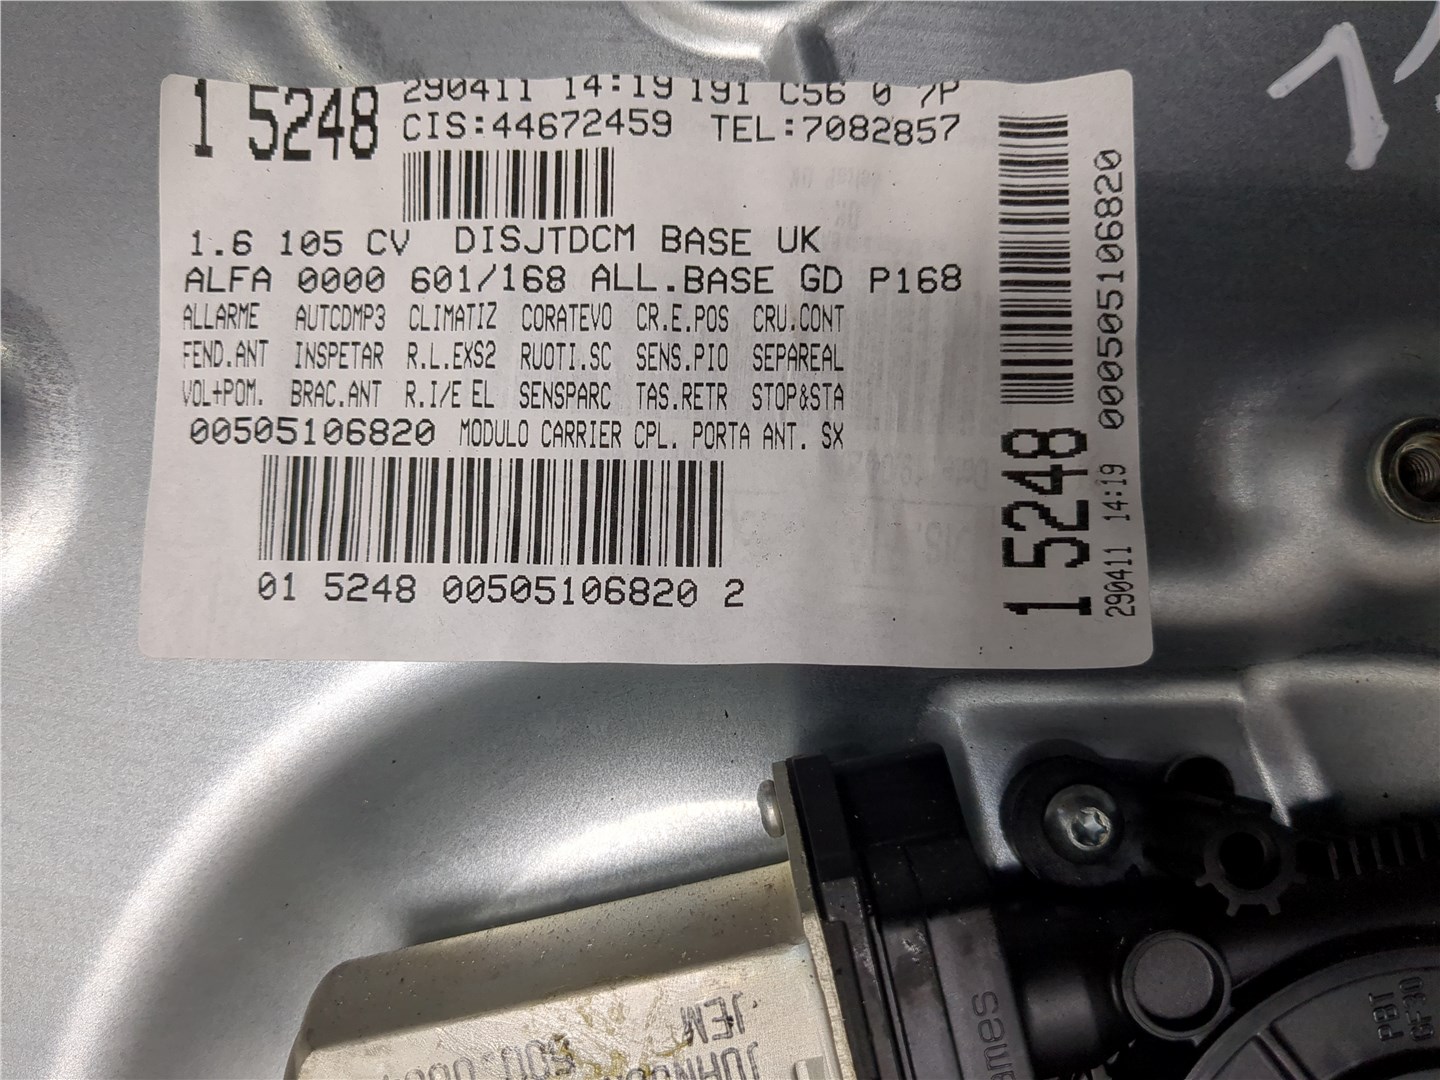 1 5248
290411 14:19 191 C56 0 7P
CIS:44672459 TEL:7082857
1.6 105 CV DISJTDCM BASE UK
ALFA 0000 601/168 ALL.BASE GD P168
ALLARME AUTCDMP3 CLIMATIZ CORATEVO CR.E.POS CRU.CONT
FEND.ANT INSPETAR R.L.EXS2 RUOTI.SC SENS.PIO SEPAREAL
VOL+POM. BRAC.ANT R.I/E EL SENSPARC TAS.RETR STOP&STA
00505106820 MODULO CARRIER CPL. PORTA ANT. SX
01 5248 00505106820 2
1 5248
00505106820
290411 14:19
JEM
PBT
GF30